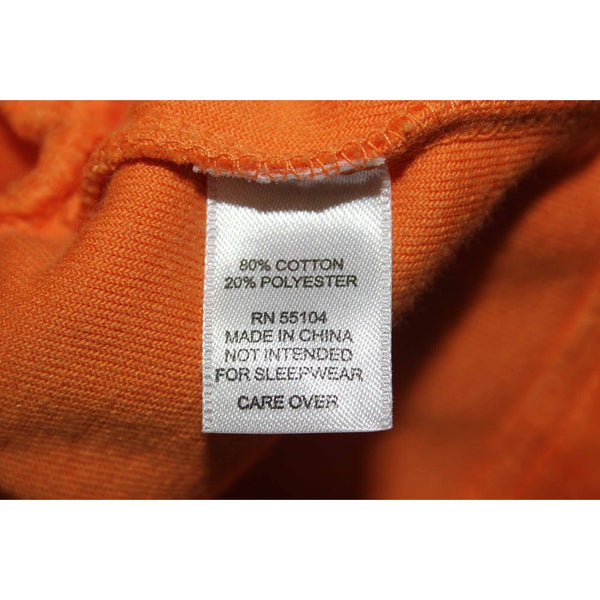 80% COTTON
20% POLYESTER
RN 55104
MADE IN CHINA
NOT INTENDED
FOR SLEEPWEAR
CARE OVER